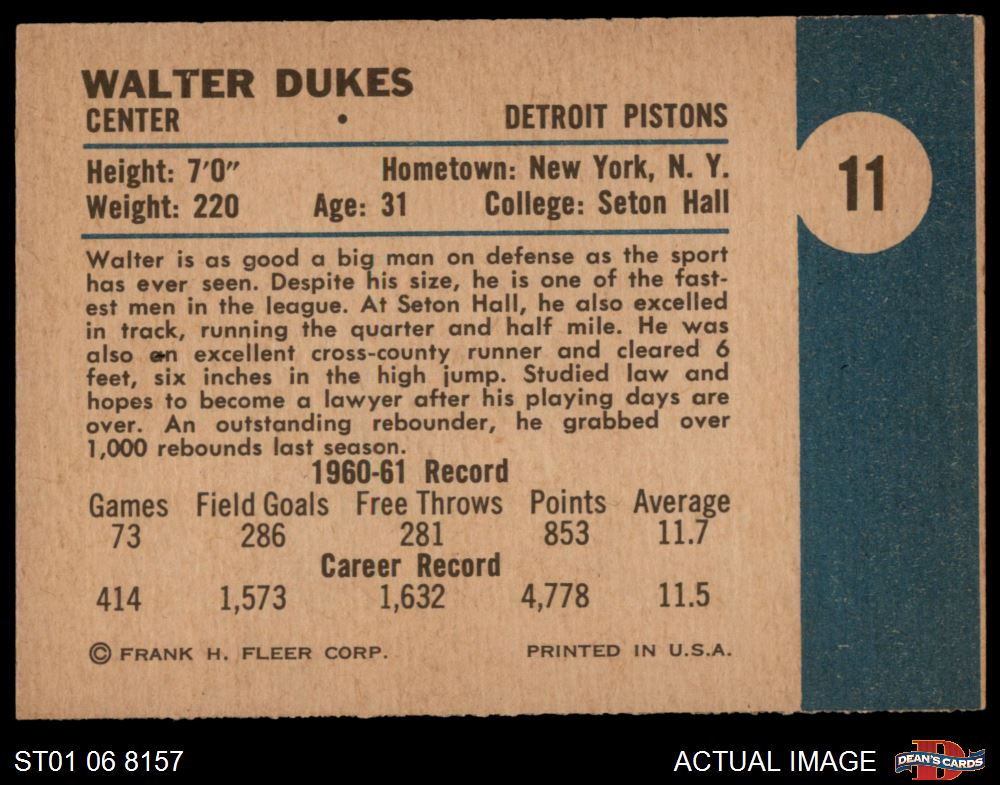 WALTER DUKES
CENTER • DETROIT PISTONS
11
Height: 7'0" Hometown: New York, N. Y.
Weight: 220 Age: 31 College: Seton Hall
Walter is as good a big man on defense as the sport
has ever seen. Despite his size, he is one of the fast-
est men in the league. At Seton Hall, he also excelled
in track, running the quarter and half mile. He was
also an excellent cross-county runner and cleared 6
feet, six inches in the high jump. Studied law and
hopes to become a lawyer after his playing days are
over. An outstanding rebounder, he grabbed over
1,000 rebounds last season.
1960-61 Record
Games Field Goals Free Throws Points Average
73 286 281 853 11.7
Career Record
414 1,573 1,632 4,778 11.5
© FRANK H. FLEER CORP. PRINTED IN U.S.A.
ST01 06 8157 ACTUAL IMAGE D DEAN'S CARDS